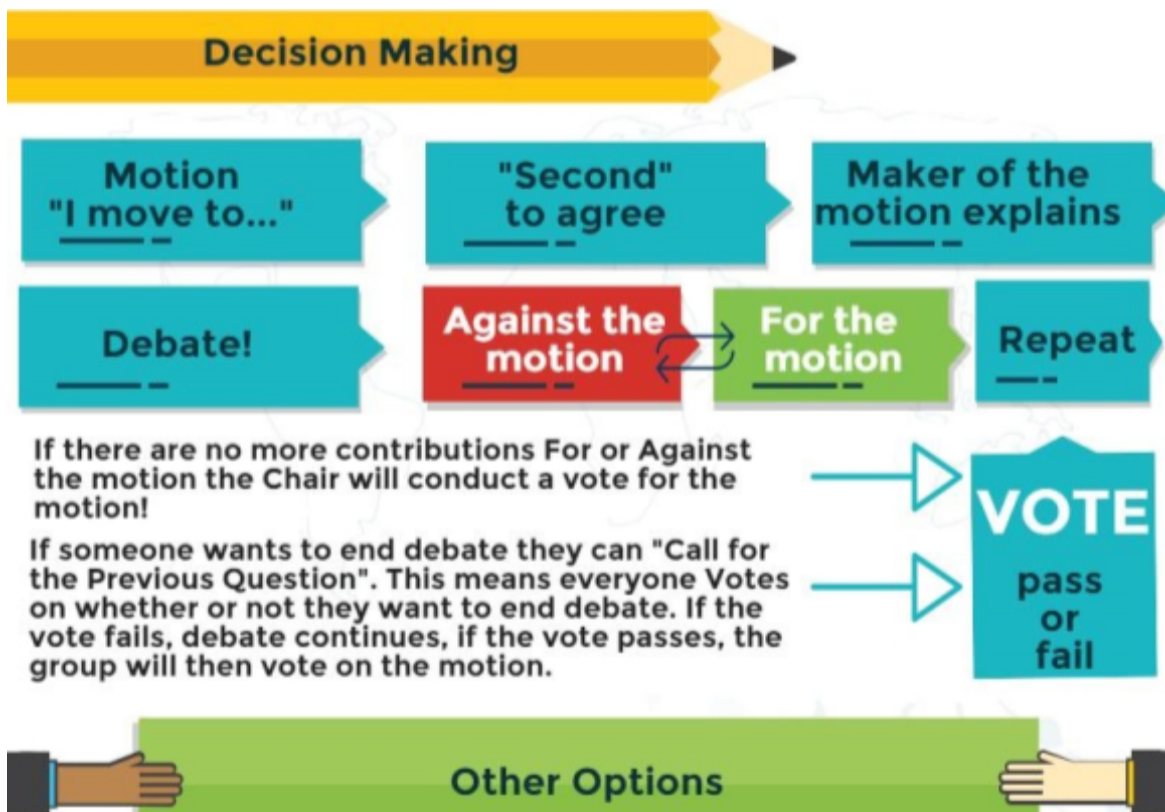 Decision Making
Motion
"I move to..."
"Second"
to agree
Maker of the
motion explains
Debate!
Against the
motion
For the
motion
Repeat
If there are no more contributions For or Against
the motion the Chair will conduct a vote for the
motion!
If someone wants to end debate they can "Call for
the Previous Question". This means everyone Votes
on whether or not they want to end debate. If the
vote fails, debate continues, if the vote passes, the
group will then vote on the motion.
VOTE
pass
or
fail
Other Options